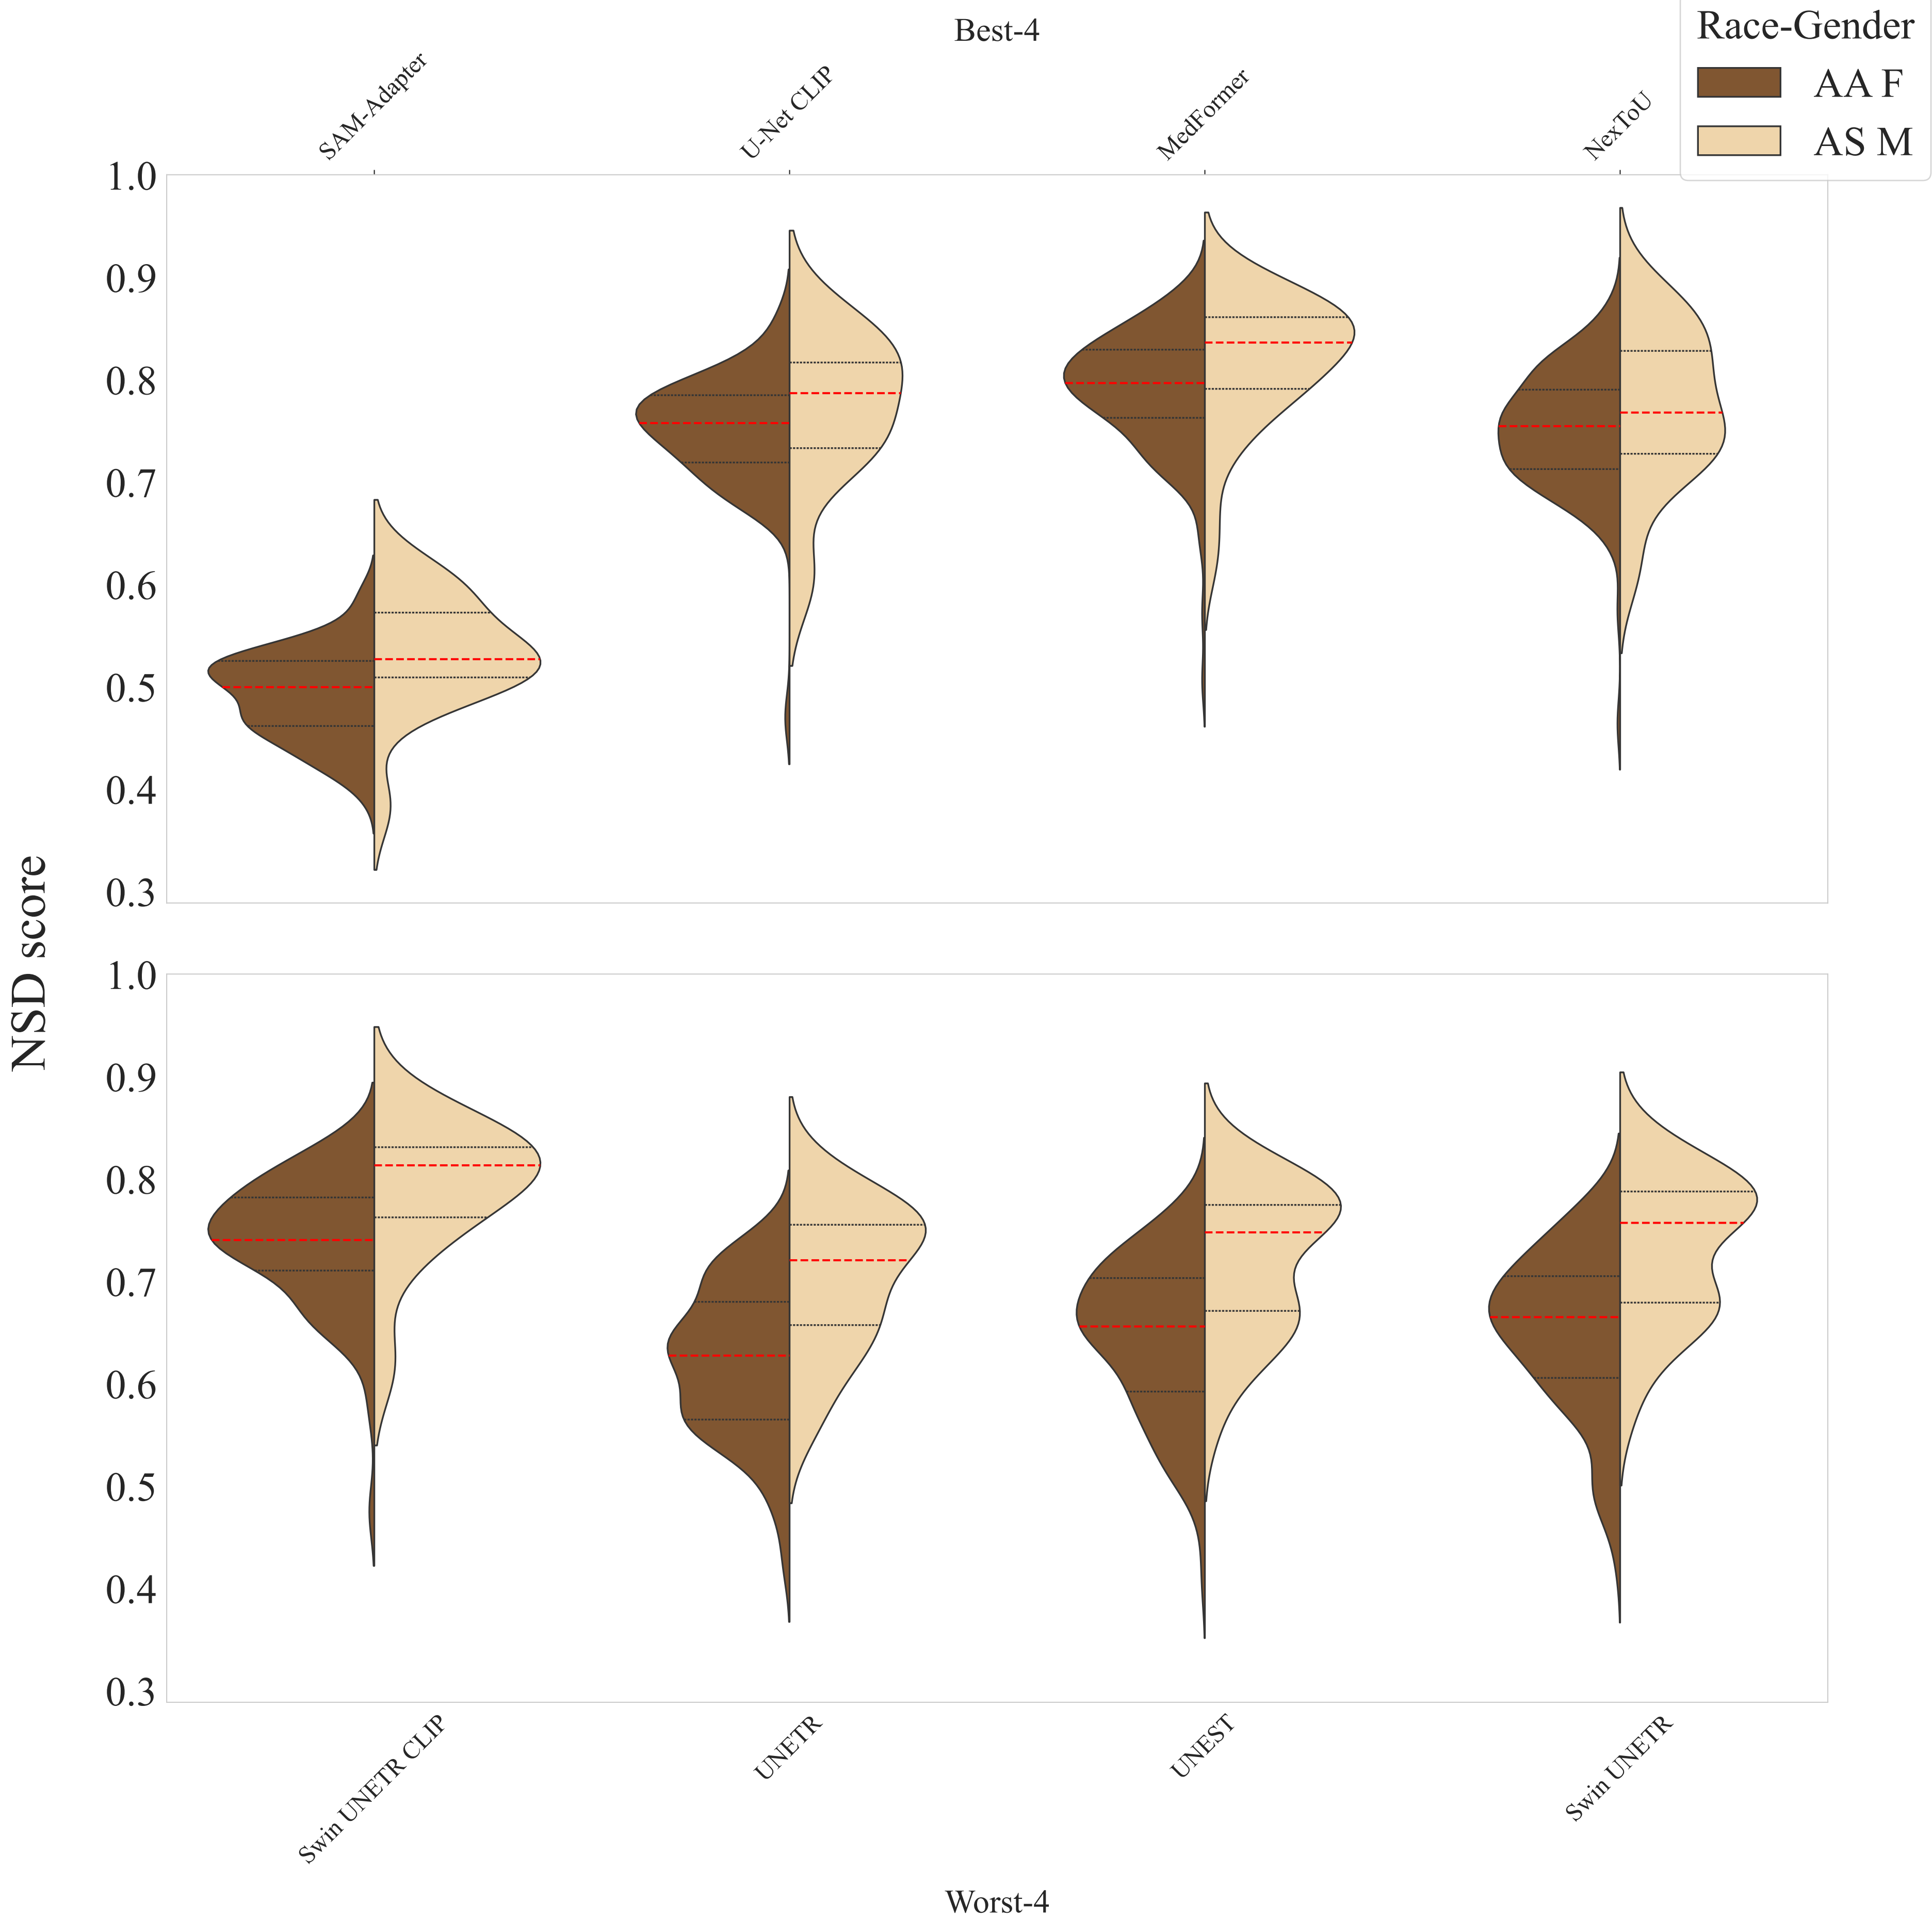 Best-4
Race-Gender
AA F
AS M
SAM-Adapter
U-Net CLIP
MedFormer
NexToU
1.0
0.9
0.8
0.7
0.6
0.5
0.4
0.3
NSD score
1.0
0.9
0.8
0.7
0.6
0.5
0.4
0.3
Swin UNETR CLIP
UNETR
UNEST
Swin UNETR
Worst-4